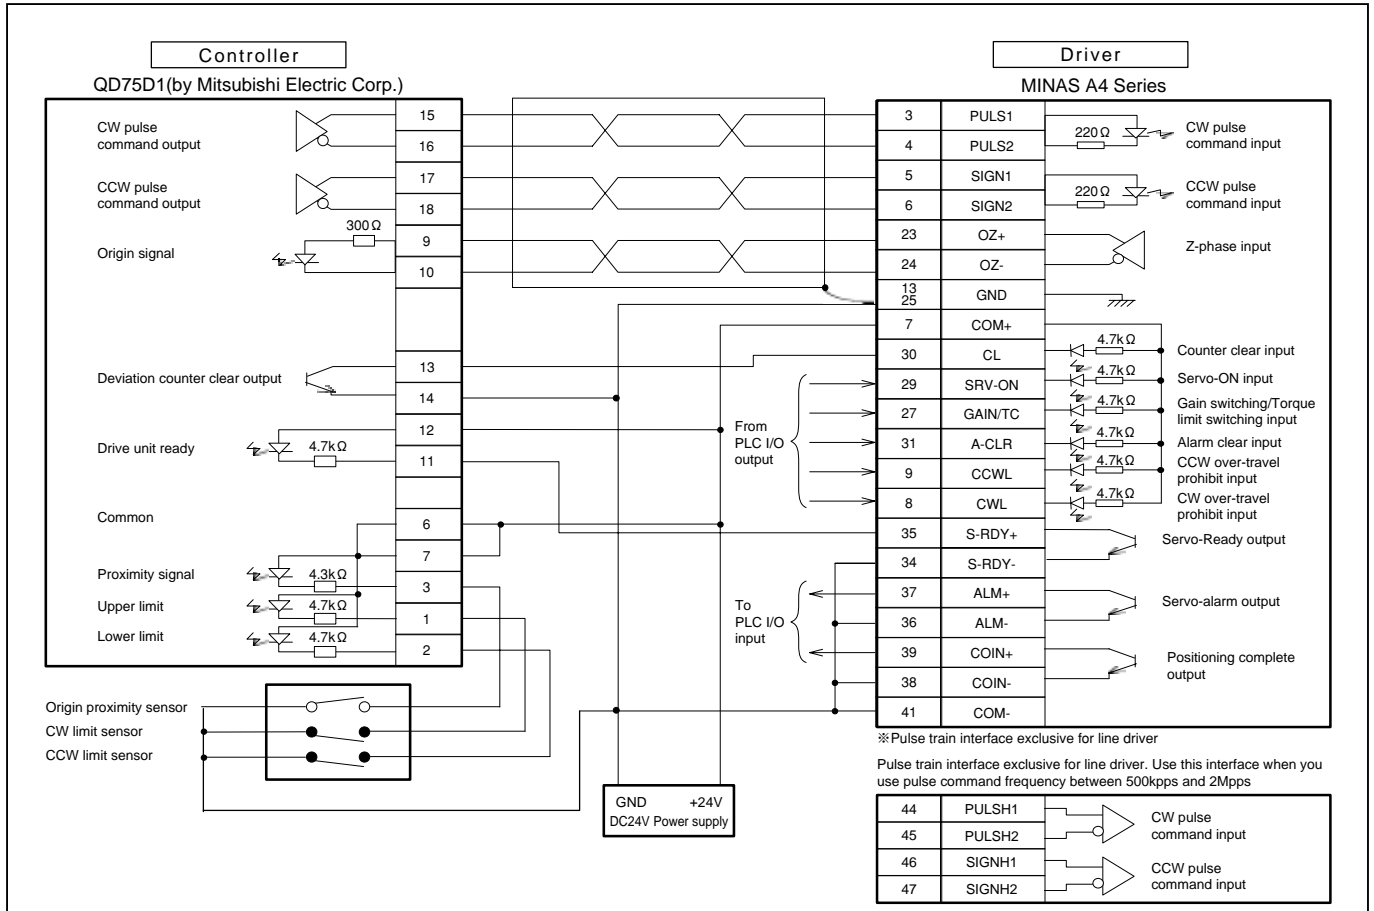 Controller
QD75D1(by Mitsubishi Electric Corp.)
CW pulse
command output
CCW pulse
command output
300Ω
Origin signal
Deviation counter clear output
Drive unit ready
4.7kΩ
Common
Proximity signal
4.3kΩ
Upper limit
4.7kΩ
Lower limit
4.7kΩ
15
16
17
18
9
10
13
14
12
11
6
7
3
1
2
Origin proximity sensor
CW limit sensor
CCW limit sensor
From
PLC I/O
output
To
PLC I/O
input
GND +24V
DC24V Power supply
Driver
MINAS A4 Series
3 PULS1
4 PULS2
5 SIGN1
6 SIGN2
23 OZ+
24 OZ-
13
25 GND
7 COM+
30 CL
29 SRV-ON
27 GAIN/TC
31 A-CLR
9 CCWL
8 CWL
35 S-RDY+
34 S-RDY-
37 ALM+
36 ALM-
39 COIN+
38 COIN-
41 COM-
220Ω
CW pulse
command input
220Ω
CCW pulse
command input
Z-phase input
4.7kΩ
Counter clear input
4.7kΩ
Servo-ON input
4.7kΩ
Gain switching/Torque
limit switching input
4.7kΩ
Alarm clear input
4.7kΩ
CCW over-travel
prohibit input
4.7kΩ
CW over-travel
prohibit input
Servo-Ready output
Servo-alarm output
Positioning complete
output
※Pulse train interface exclusive for line driver
Pulse train interface exclusive for line driver. Use this interface when you
use pulse command frequency between 500kpps and 2Mpps
44 PULSH1
45 PULSH2
46 SIGNH1
47 SIGNH2
CW pulse
command input
CCW pulse
command input